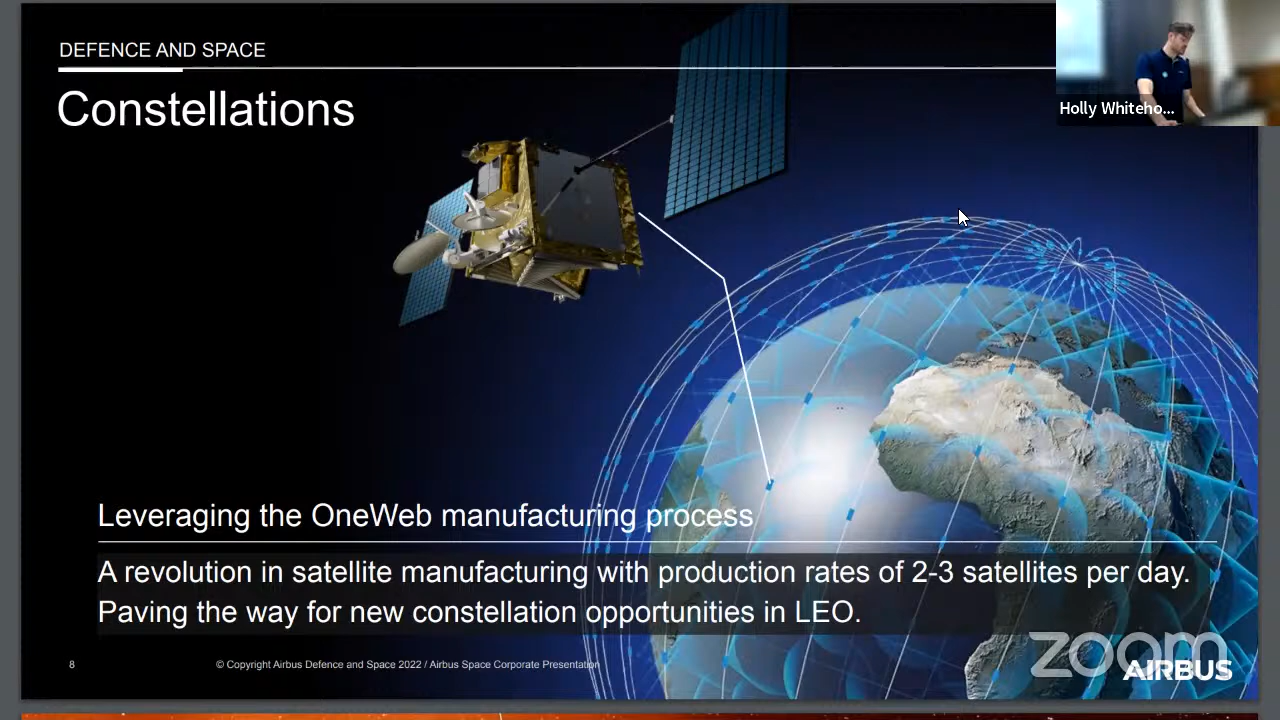 DEFENCE AND SPACE
Constellations
Holly Whiteho...
Leveraging the OneWeb manufacturing process
A revolution in satellite manufacturing with production rates of 2-3 satellites per day.
Paving the way for new constellation opportunities in LEO.
8
© Copyright Airbus Defence and Space 2022 / Airbus Space Corporate Presentation
zoom
AIRBUS